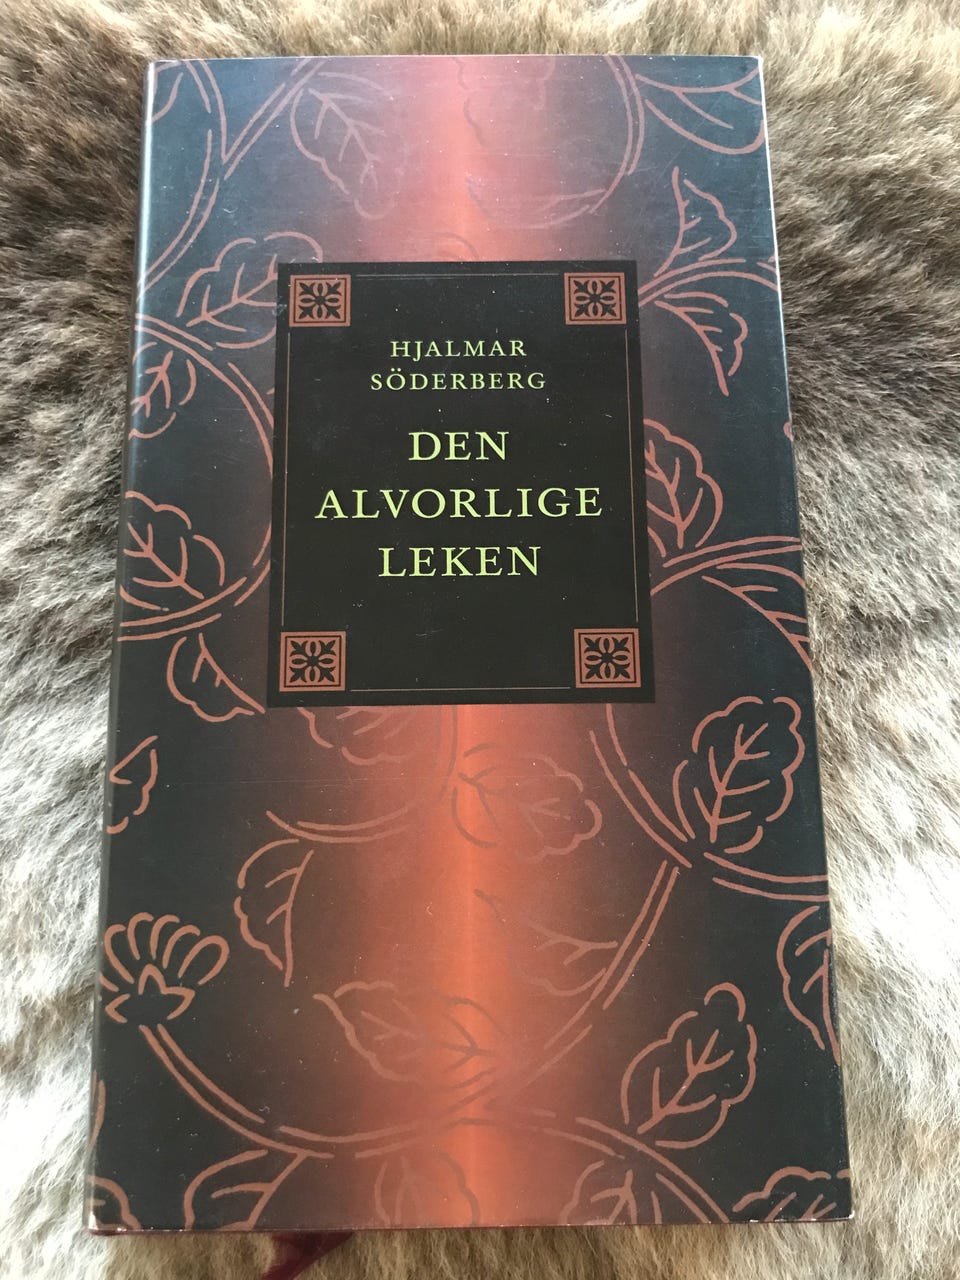 HJALMAR
SÖDERBERG
DEN
ALVORLIGE
LEKEN